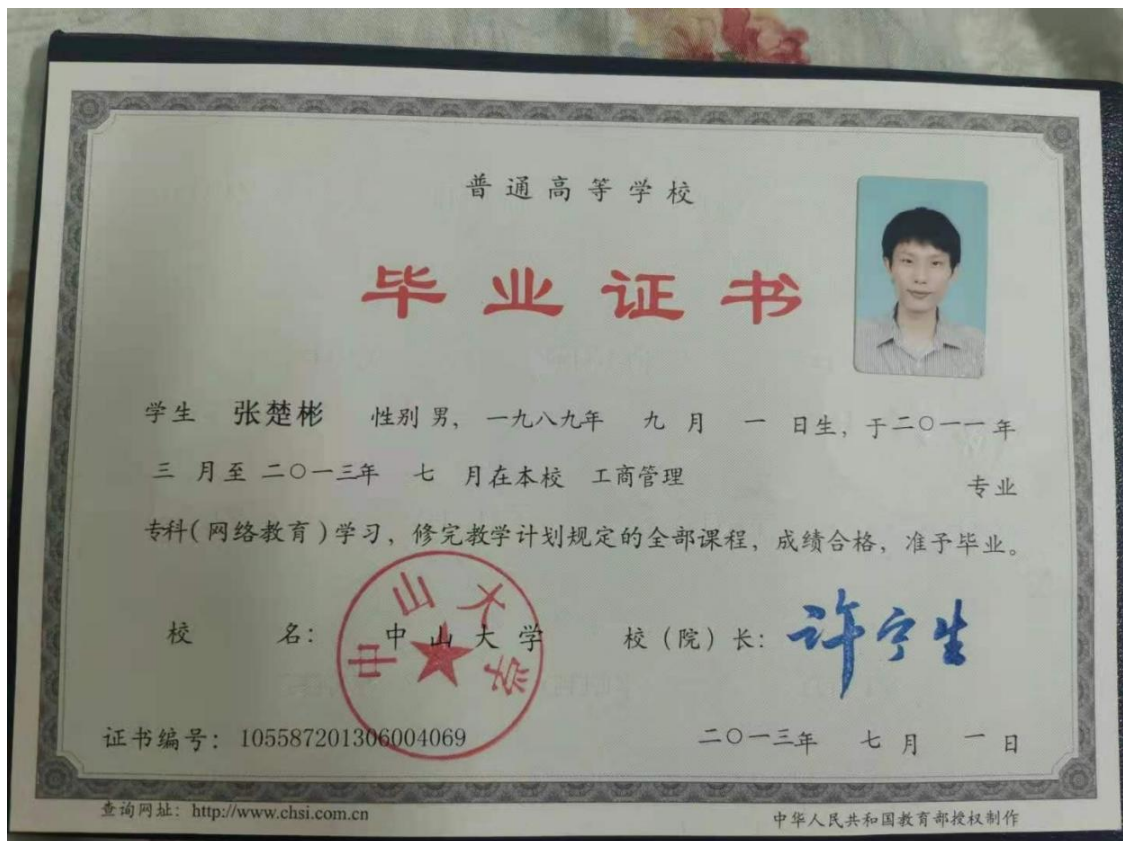 普通高等学校
毕业证书
学生 张楚彬 性别 男， 一九八九年 九 月 一 日生，于二〇一一年
三 月至 二〇一三年 七 月在本校 工商管理 专业
专科(网络教育)学习，修完教学计划规定的全部课程，成绩合格，准予毕业。
校 名： 中山大学 校（院）长： 许宁生
中山大学
证书编号： 105587201306004069 二〇一三年 七 月 一 日
查询网址： http://www.chsi.com.cn 中华人民共和国教育部授权制作